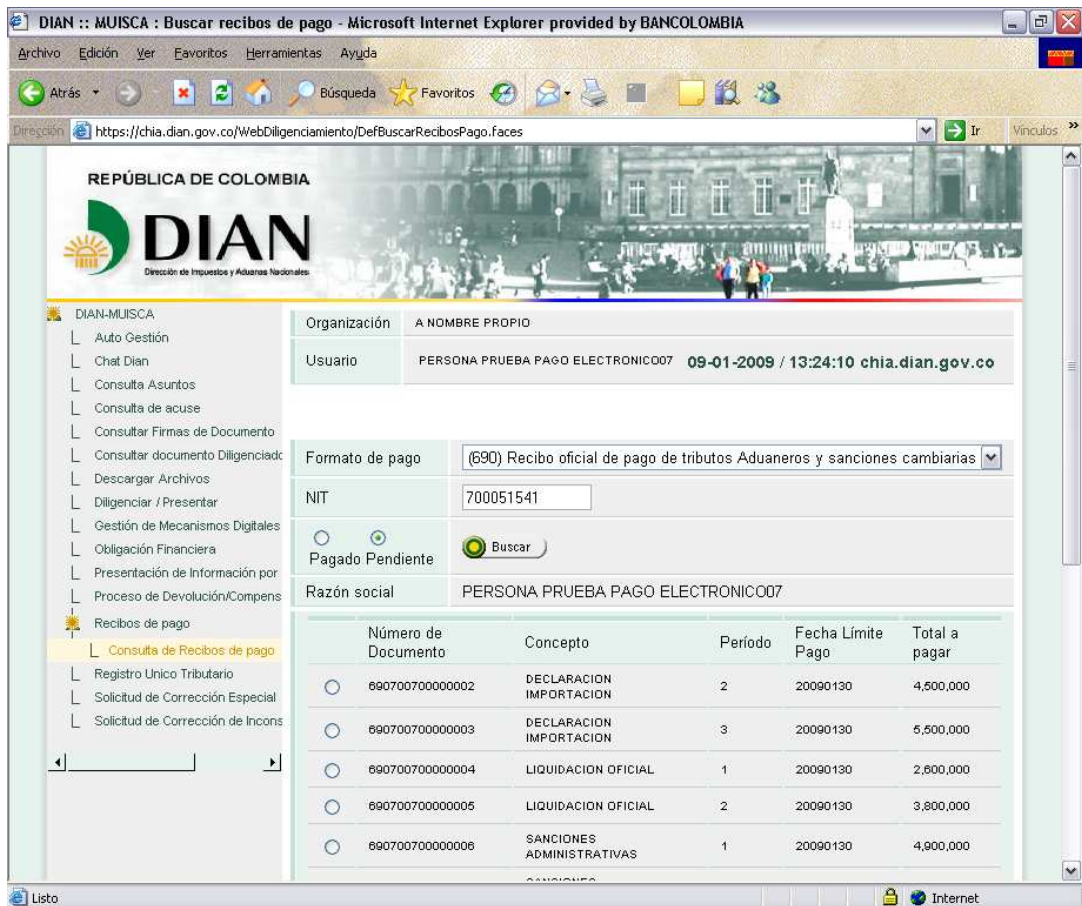 DIAN :: MUISCA : Buscar recibos de pago - Microsoft Internet Explorer provided by BANCOLOMBIA
Archivo Edición Ver Favoritos Herramientas Ayuda
Atrás Búsqueda Favoritos
Dirección https://chia.dian.gov.co/WebDiligenciamiento/DefBuscarRecibosPago.faces Ir Vínculos »
REPÚBLICA DE COLOMBIA
DIAN
Dirección de Impuestos y Aduanas Nacionales
DIAN-MUISCA
Auto Gestión
Chat Dian
Consulta Asuntos
Consulta de acuse
Consultar Firmas de Documento
Consultar documento Diligenciado
Descargar Archivos
Diligenciar / Presentar
Gestión de Mecanismos Digitales
Obligación Financiera
Presentación de Información por
Proceso de Devolución/Compens
Recibos de pago
Consulta de Recibos de pago
Registro Unico Tributario
Solicitud de Corrección Especial
Solicitud de Corrección de Incons
Organización A NOMBRE PROPIO
Usuario PERSONA PRUEBA PAGO ELECTRONICO07 09-01-2009 / 13:24:10 chia.dian.gov.co
Formato de pago (690) Recibo oficial de pago de tributos Aduaneros y sanciones cambiarias
NIT 700051541
Pagado Pendiente Buscar
Razón social PERSONA PRUEBA PAGO ELECTRONICO07
Número de Documento Concepto Período Fecha Límite Pago Total a pagar
690700700000002 DECLARACION IMPORTACION 2 20090130 4,500,000
690700700000003 DECLARACION IMPORTACION 3 20090130 5,500,000
690700700000004 LIQUIDACION OFICIAL 1 20090130 2,600,000
690700700000005 LIQUIDACION OFICIAL 2 20090130 3,800,000
690700700000006 SANCIONES ADMINISTRATIVAS 1 20090130 4,900,000
Listo Internet